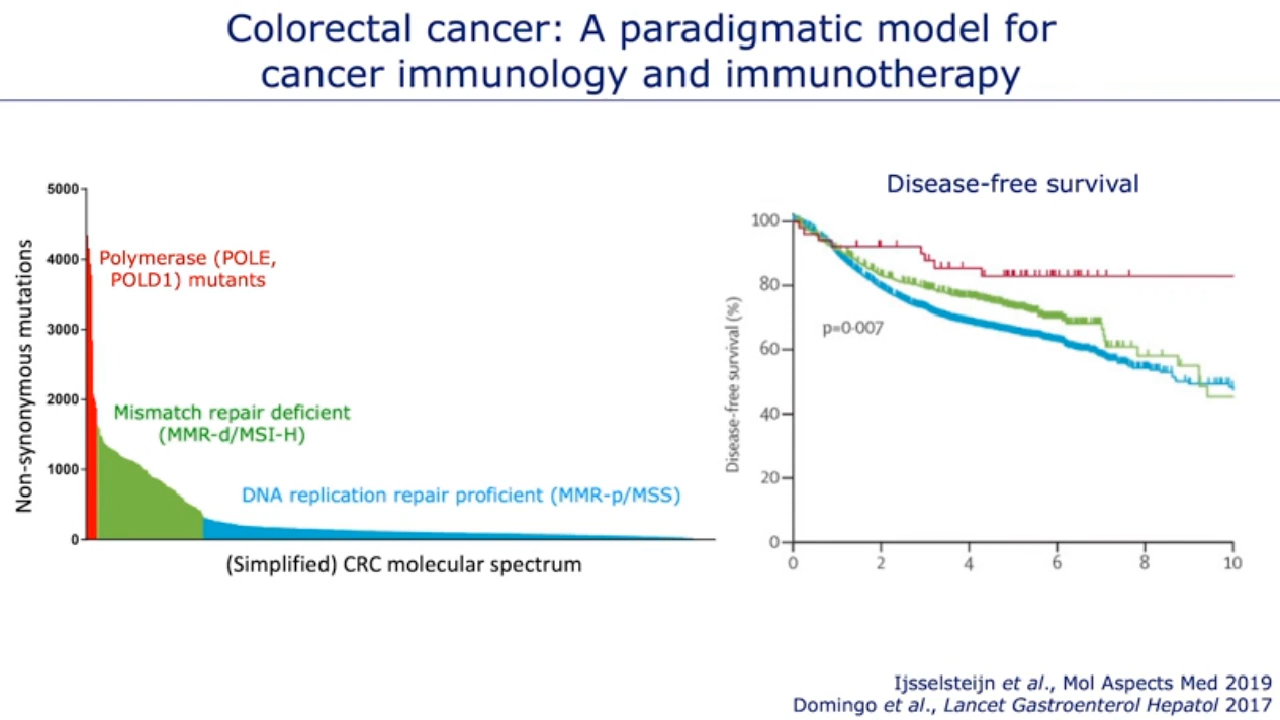 Colorectal cancer: A paradigmatic model for
cancer immunology and immunotherapy
5000
4000
3000
2000
1000
0
Non-synonymous mutations
Polymerase (POLE,
POLD1) mutants
Mismatch repair deficient
(MMR-d/MSI-H)
DNA replication repair proficient (MMR-p/MSS)
(Simplified) CRC molecular spectrum
Disease-free survival
100
80
60
40
20
0
Disease-free survival (%)
p=0·007
0 2 4 6 8 10
Ijsselsteijn et al., Mol Aspects Med 2019
Domingo et al., Lancet Gastroenterol Hepatol 2017